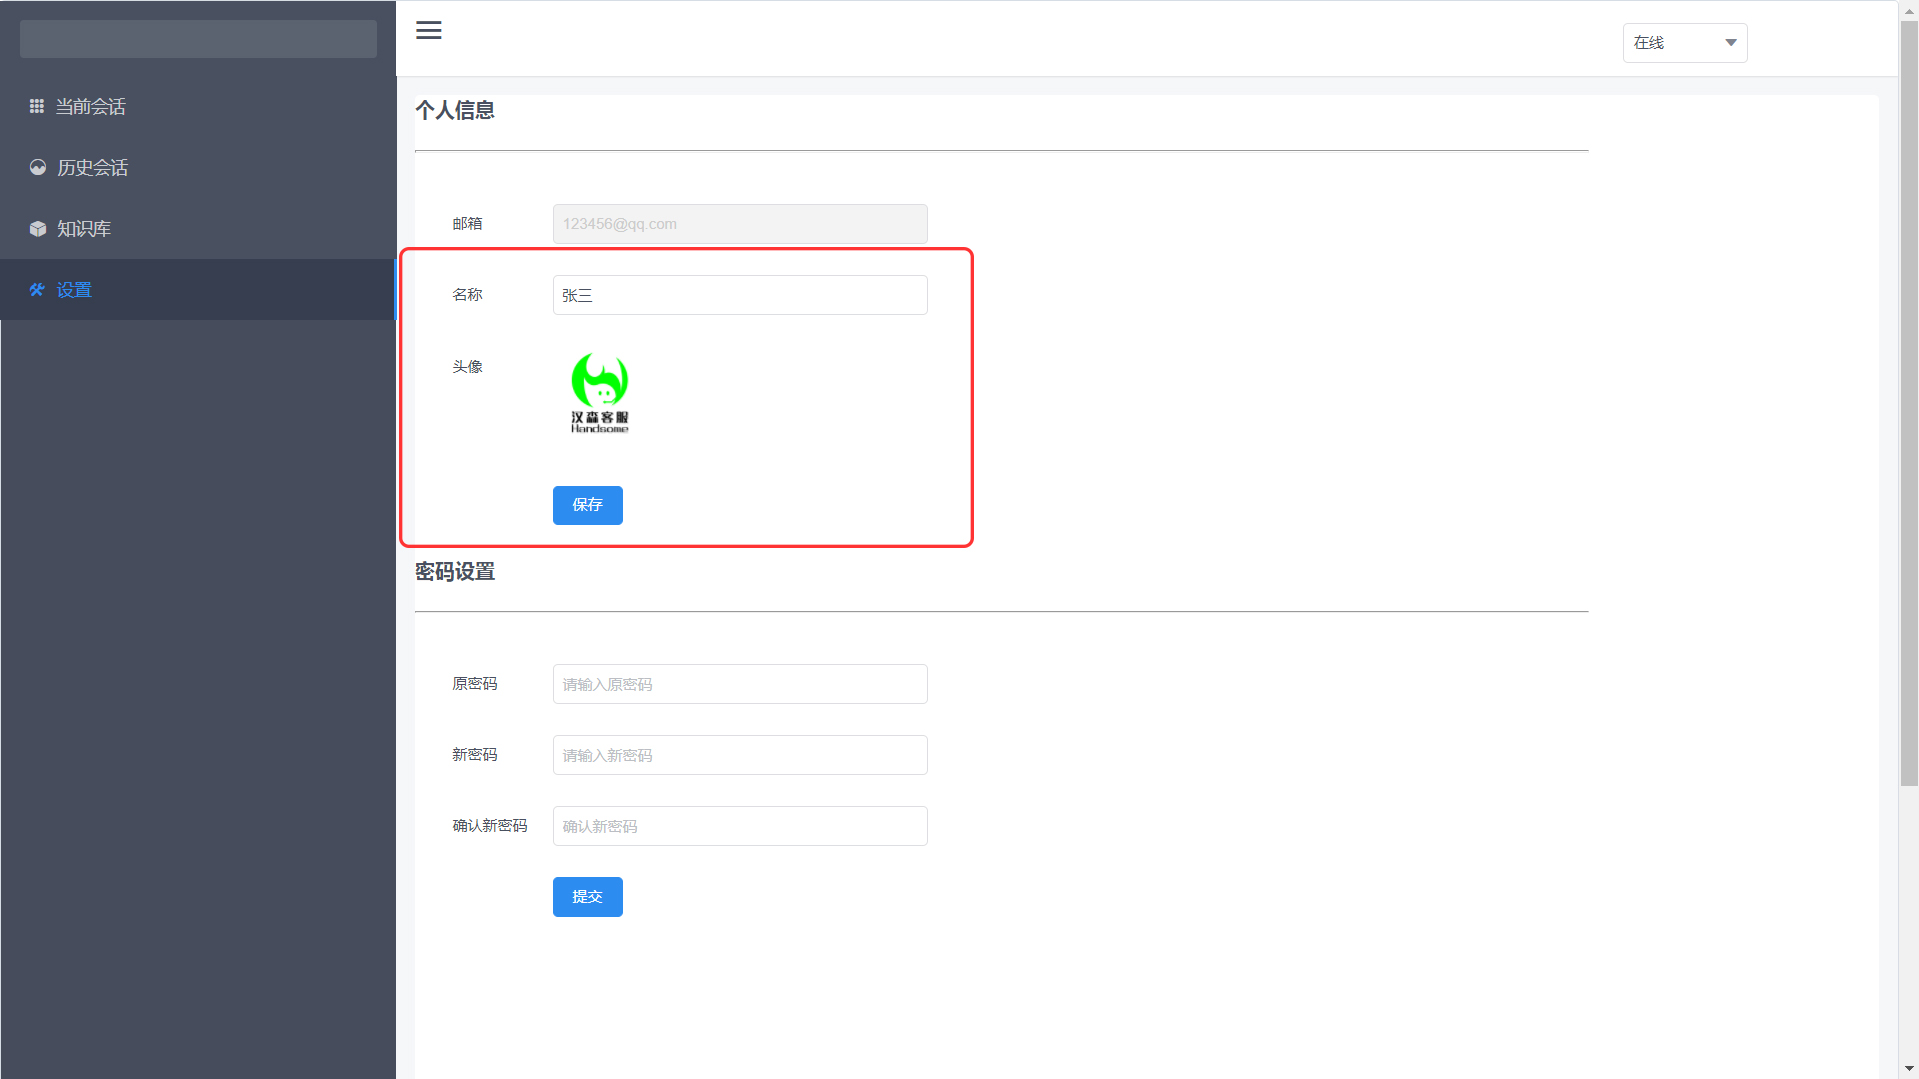 当前会话
历史会话
知识库
设置
在线
个人信息
邮箱
123456@qq.com
名称
张三
头像
汉森客服
Handsome
保存
密码设置
原密码
请输入原密码
新密码
请输入新密码
确认新密码
确认新密码
提交